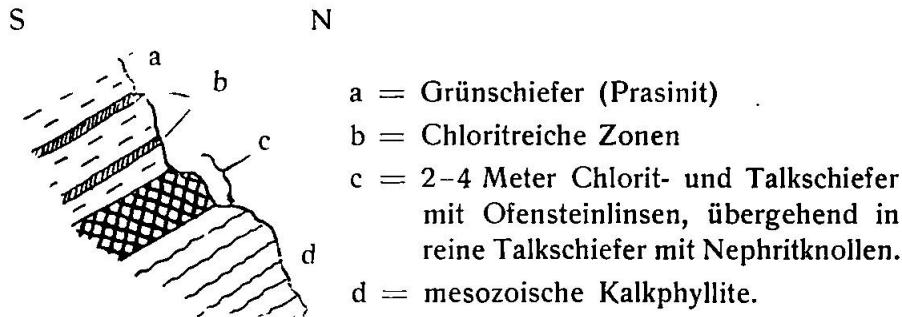 S N
a
b
c
d
a = Grünschiefer (Prasinit)
b = Chloritreiche Zonen
c = 2–4 Meter Chlorit- und Talkschiefer
mit Ofensteinlinsen, übergehend in
reine Talkschiefer mit Nephritknollen.
d = mesozoische Kalkphyllite.